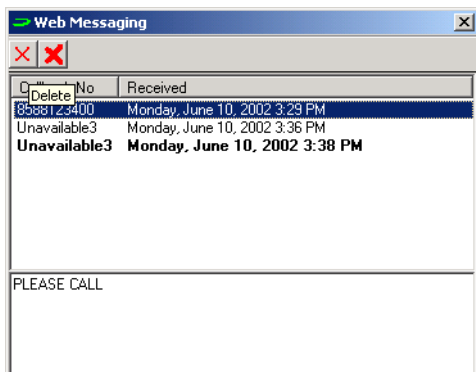 Web Messaging
No Received
Delete
8588123400 Monday, June 10, 2002 3:29 PM
Unavailable3 Monday, June 10, 2002 3:36 PM
Unavailable3 Monday, June 10, 2002 3:38 PM
PLEASE CALL